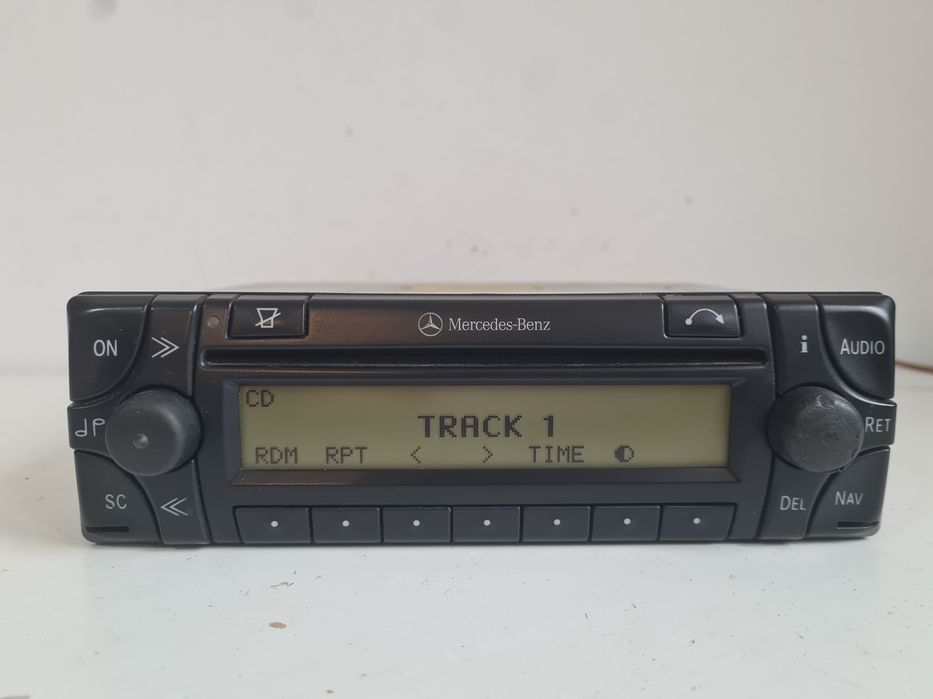 Mercedes-Benz
ON
i
AUDIO
CD
TRACK 1
RET
RDM RPT < > TIME
SC
DEL
NAV